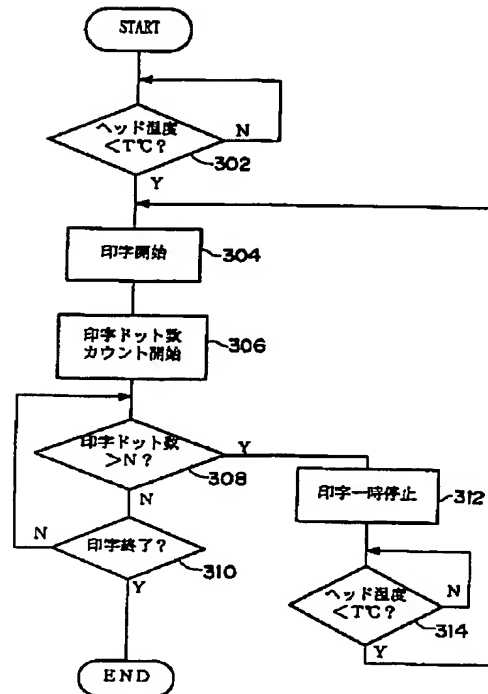 START
ヘッド温度
<T℃?
N
302
Y
印字開始
304
印字ドット数
カウント開始
306
印字ドット数
>N?
Y
308
N
印字一時停止
312
N
印字終了?
310
Y
ヘッド温度
<T℃?
N
314
Y
END